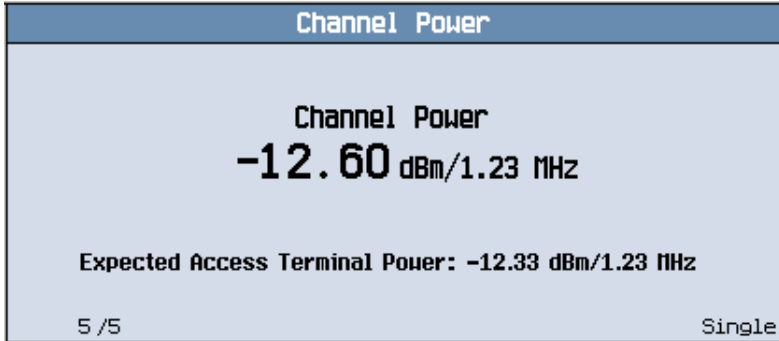 Channel Power
Channel Power
-12.60 dBm/1.23 MHz
Expected Access Terminal Power: -12.33 dBm/1.23 MHz
5/5 Single